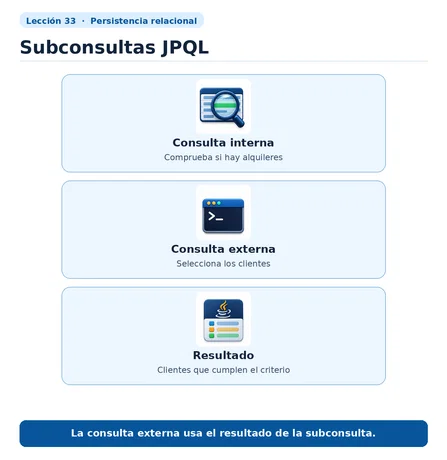 Lección 33 · Persistencia relacional
Subconsultas JPQL
Consulta interna
Comprueba si hay alquileres
Consulta externa
Selecciona los clientes
Resultado
Clientes que cumplen el criterio
La consulta externa usa el resultado de la subconsulta.